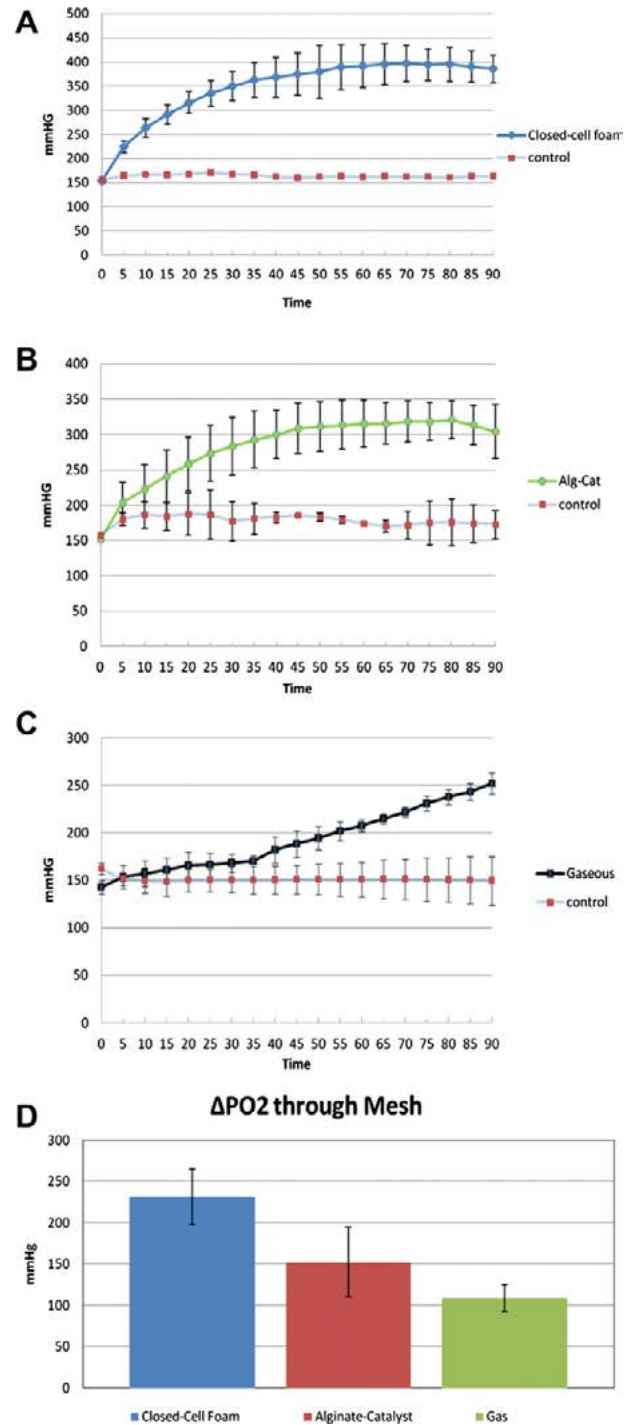 A
500
450
400
350
300
250
200
150
100
50
0
mmHG
0 5 10 15 20 25 30 35 40 45 50 55 60 65 70 75 80 85 90
Time
Closed-cell foam
control
B
400
350
300
250
200
150
100
50
0
mmHG
0 5 10 15 20 25 30 35 40 45 50 55 60 65 70 75 80 85 90
Time
Alg-Cat
control
C
300
250
200
150
100
50
0
mmHG
0 5 10 15 20 25 30 35 40 45 50 55 60 65 70 75 80 85 90
Time
Gaseous
control
D
ΔPO2 through Mesh
300
250
200
150
100
50
0
mmHg
Closed-Cell Foam Alginate-Catalyst Gas